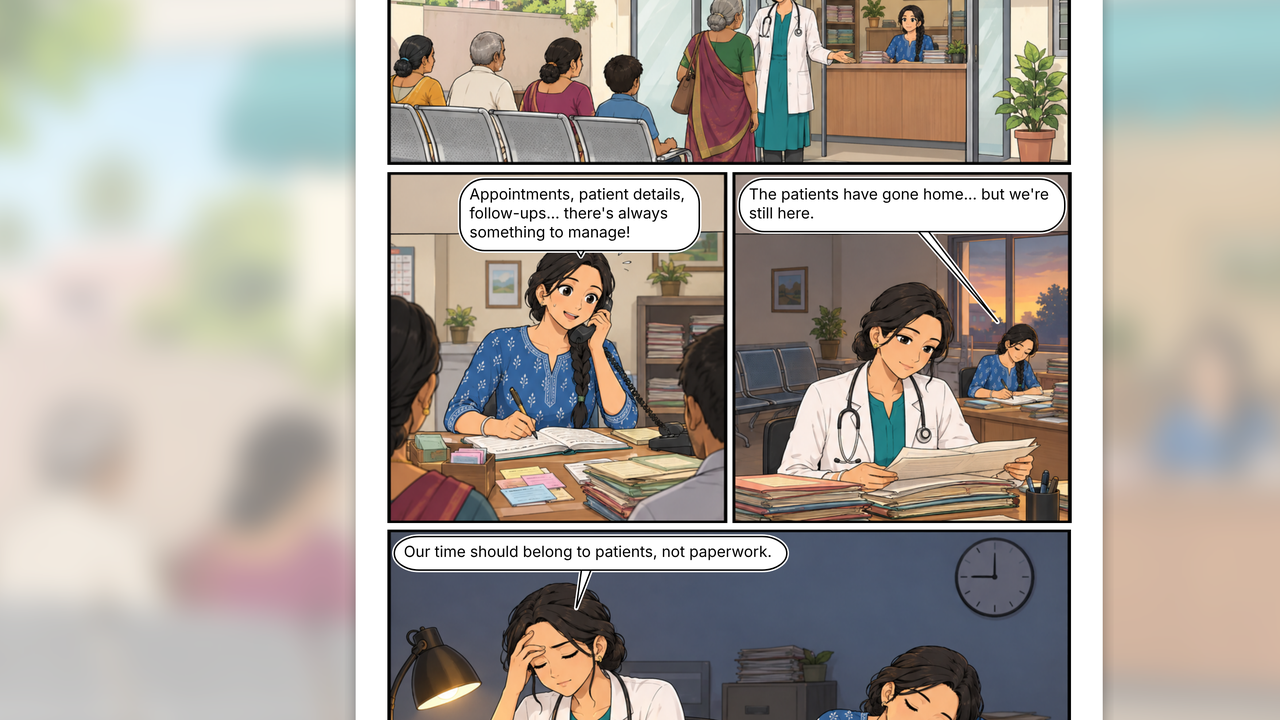 Appointments, patient details,
follow-ups... there's always
something to manage!
The patients have gone home... but we're
still here.
Our time should belong to patients, not paperwork.